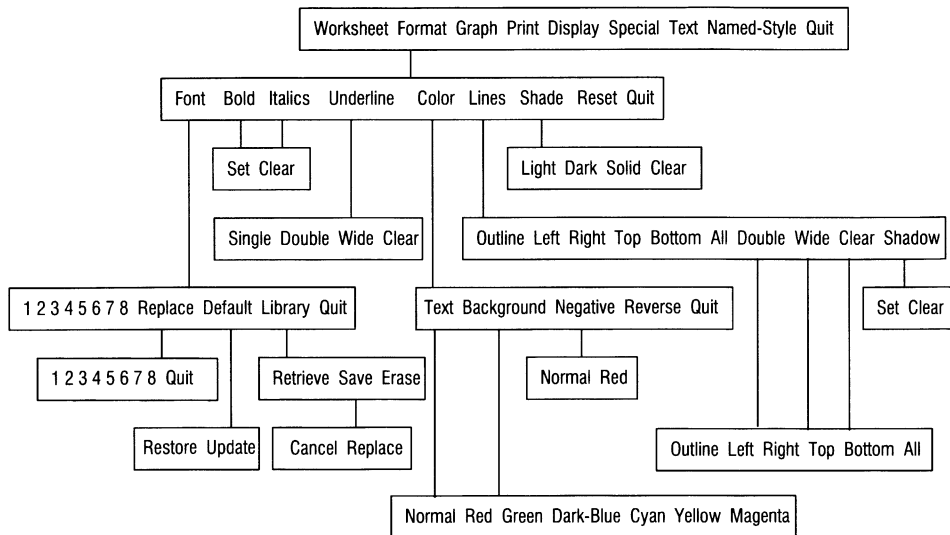 Worksheet Format Graph Print Display Special Text Named-Style Quit
Font Bold Italics Underline Color Lines Shade Reset Quit
Set Clear
Light Dark Solid Clear
Single Double Wide Clear
Outline Left Right Top Bottom All Double Wide Clear Shadow
1 2 3 4 5 6 7 8 Replace Default Library Quit
Text Background Negative Reverse Quit
Set Clear
1 2 3 4 5 6 7 8 Quit
Retrieve Save Erase
Normal Red
Restore Update
Cancel Replace
Outline Left Right Top Bottom All
Normal Red Green Dark-Blue Cyan Yellow Magenta